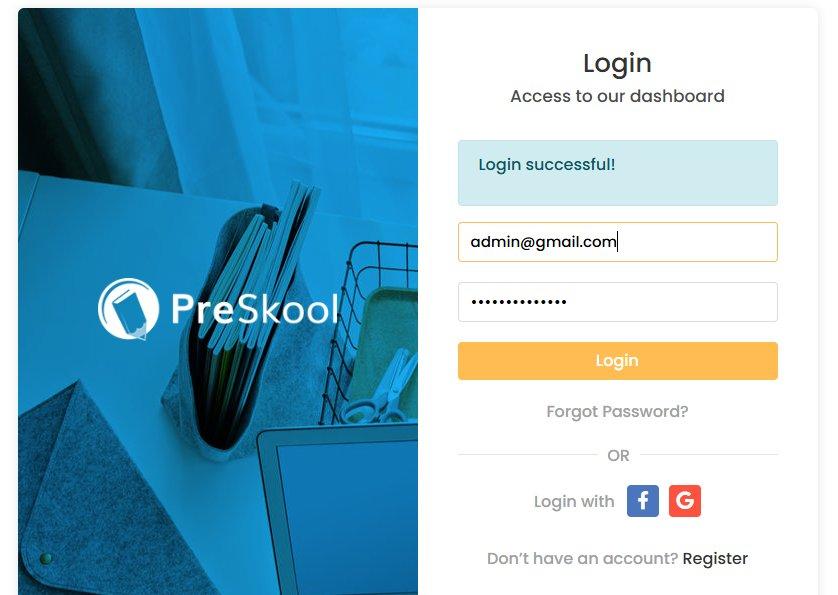 PreSkool
Login
Access to our dashboard
Login successful!
admin@gmail.com
••••••••••••••
Login
Forgot Password?
OR
Login with f G
Don’t have an account? Register